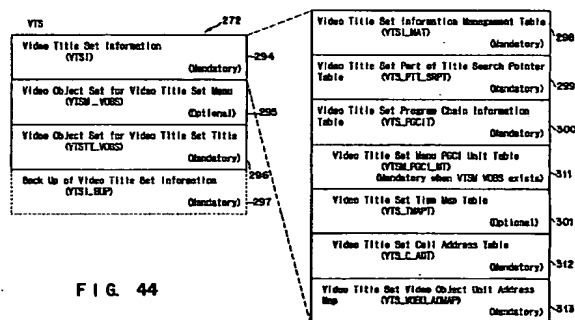 VTS
272
Video Title Set Information
(VTSI)
(Mandatory)
294
Video Object Set for Video Title Set Menu
(VTSM_VOBS)
(Optional)
295
Video Object Set for Video Title Set Title
(VTSTT_VOBS)
(Mandatory)
296
Back Up of Video Title Set Information
(VTSI_BUP)
(Mandatory)
297
Video Title Set Information Management Table
(VTSI_MAT)
(Mandatory)
298
Video Title Set Part of Title Search Pointer
Table
(VTS_PTT_SRPT)
(Mandatory)
299
Video Title Set Program Chain Information
Table
(VTS_PGCIT)
(Mandatory)
300
Video Title Set Menu PGCI Unit Table
(VTSM_PGCI_UT)
(Mandatory when VTSM VOBS exists)
311
Video Title Set Time Map Table
(VTS_TMAPT)
(Optional)
301
Video Title Set Cell Address Table
(VTS_C_ADT)
(Mandatory)
312
Video Title Set Video Object Unit Address
Map
(VTS_VOBU_ADMAP)
(Mandatory)
313
FIG. 44